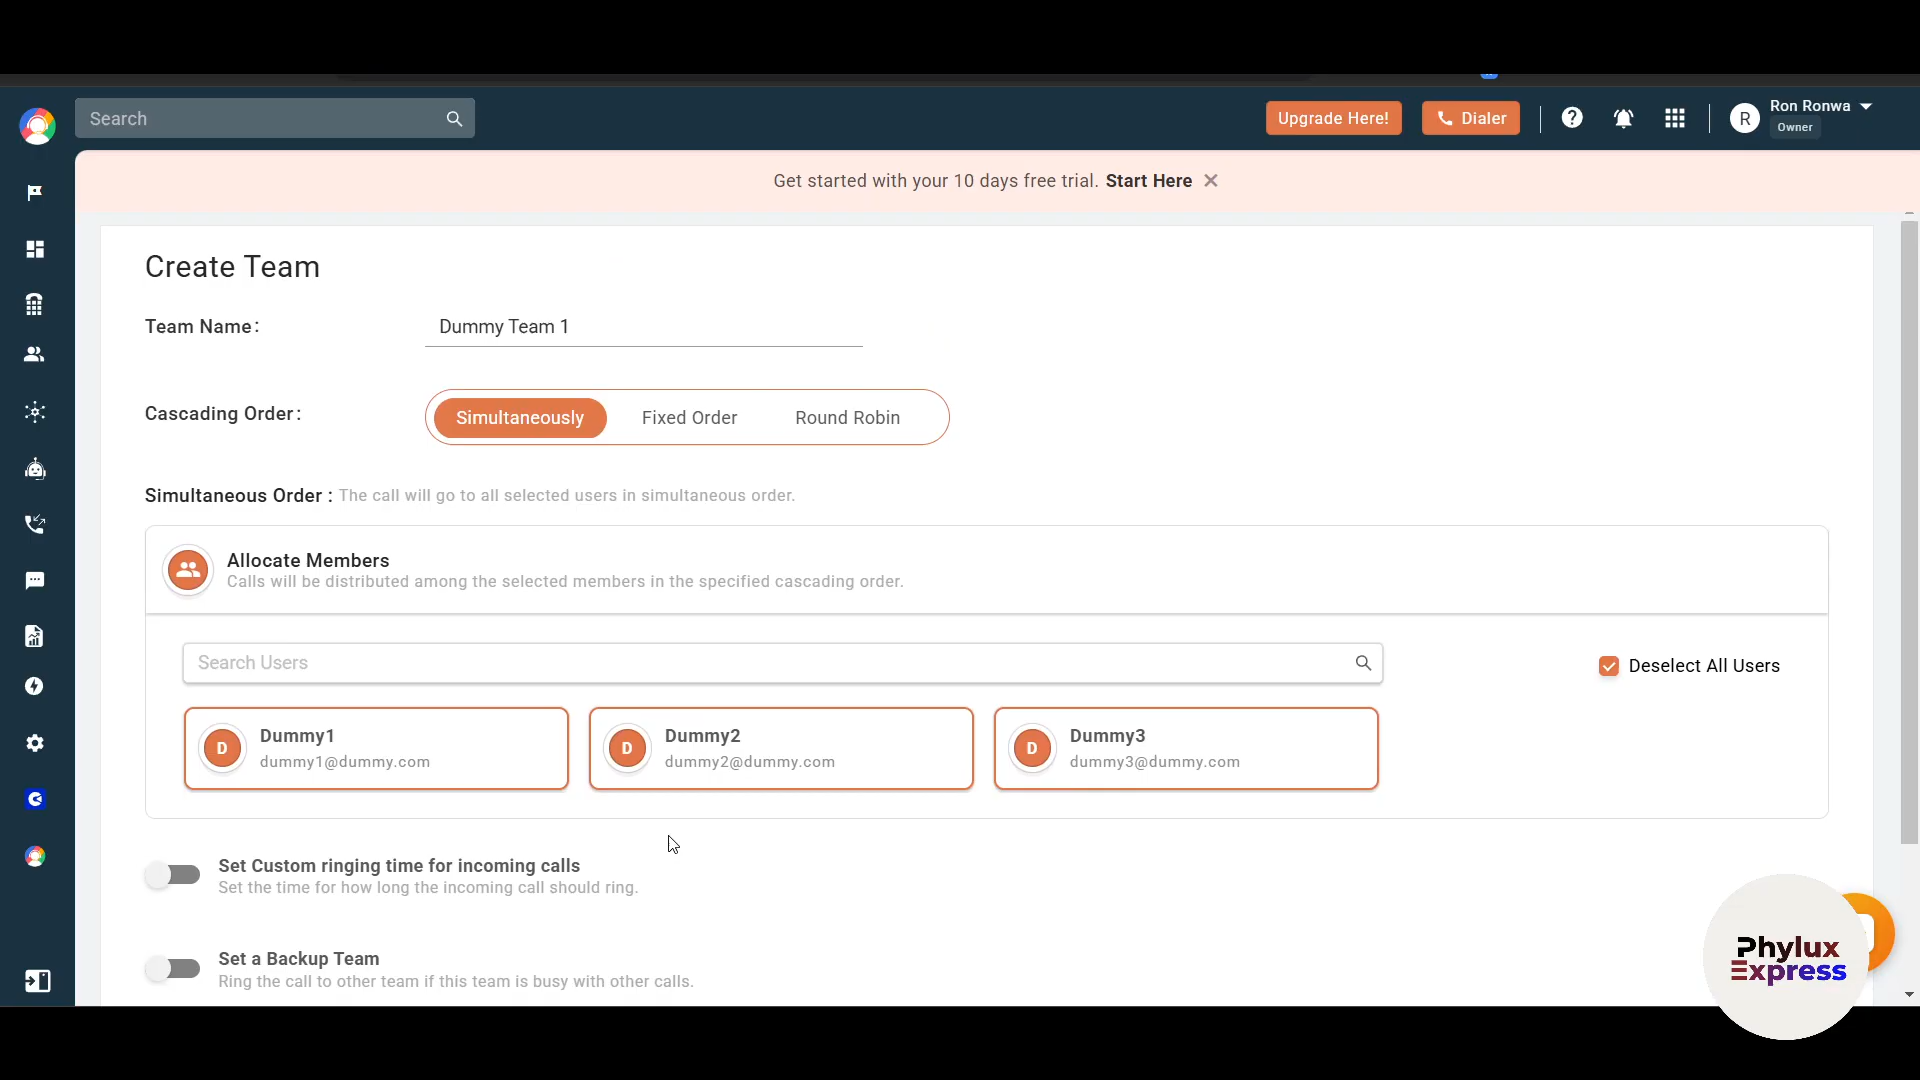 Search
Upgrade Here!
Dialer
R
Ron Ronwa
Owner
Get started with your 10 days free trial. Start Here
Create Team
Team Name:
Dummy Team 1
Cascading Order:
Simultaneously
Fixed Order
Round Robin
Simultaneous Order : The call will go to all selected users in simultaneous order.
Allocate Members
Calls will be distributed among the selected members in the specified cascading order.
Search Users
Deselect All Users
D
Dummy1
dummy1@dummy.com
D
Dummy2
dummy2@dummy.com
D
Dummy3
dummy3@dummy.com
Set Custom ringing time for incoming calls
Set the time for how long the incoming call should ring.
Set a Backup Team
Ring the call to other team if this team is busy with other calls.
Phylux
Express